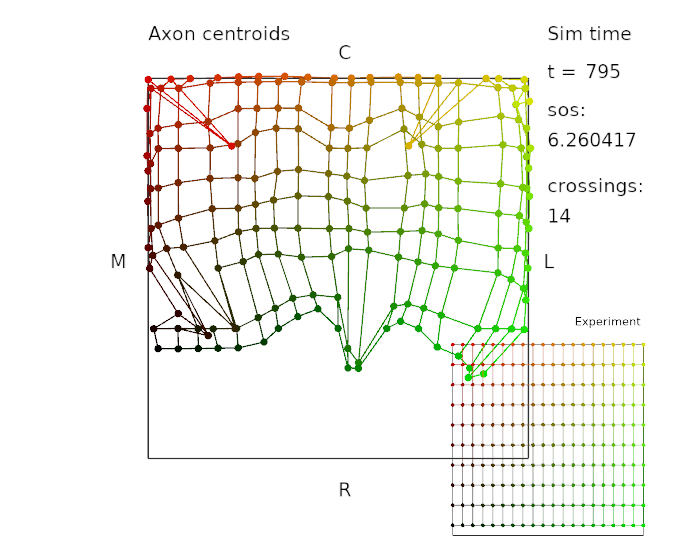 Axon centroids
C
M
L
R
Sim time
t = 795
sos:
6.260417
crossings:
14
Experiment